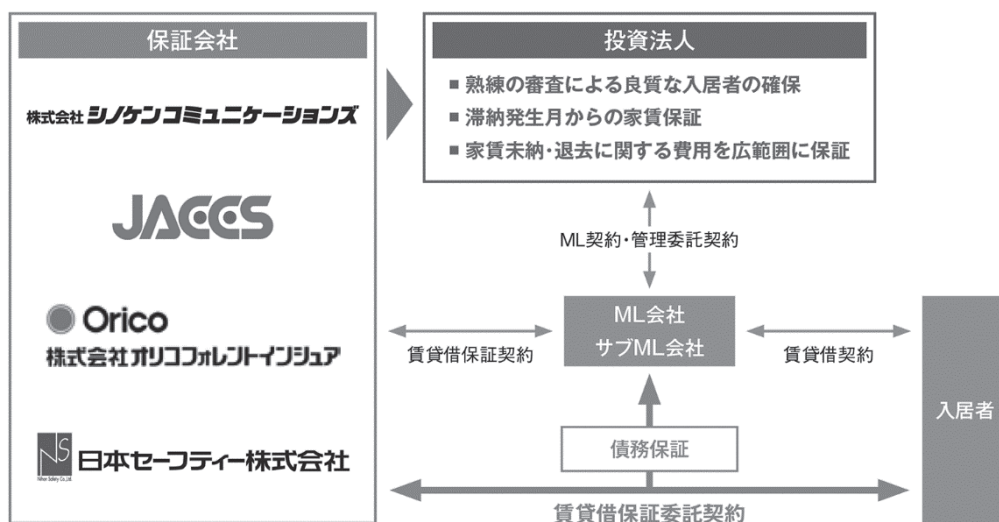 保証会社
株式会社 シノケンコミュニケーションズ
JACCS
Orico
株式会社オリコフォレントインシュア
NS
Nihon Safety Co.,Ltd.
日本セーフティー株式会社
投資法人
■ 熟練の審査による良質な入居者の確保
■ 滞納発生月からの家賃保証
■ 家賃未納・退去に関する費用を広範囲に保証
ML契約・管理委託契約
ML会社
サブML会社
賃貸借保証契約
賃貸借契約
入居者
債務保証
賃貸借保証委託契約